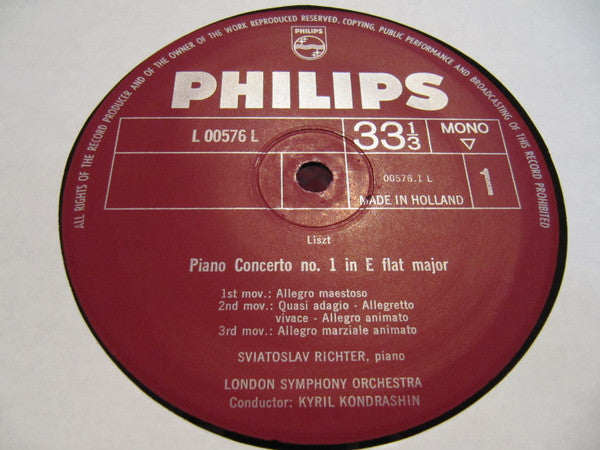 ALL RIGHTS OF THE RECORD PRODUCER AND OF THE OWNER OF THE WORK REPRODUCED RESERVED. COPYING, PUBLIC PERFORMANCE AND BROADCASTING OF THIS RECORD PROHIBITED
PHILIPS
PHILIPS
L 00576 L
33 1/3
MONO
00576.1 L
1
MADE IN HOLLAND
Liszt
Piano Concerto no. 1 in E flat major
1st mov.: Allegro maestoso
2nd mov.: Quasi adagio - Allegretto
vivace - Allegro animato
3rd mov.: Allegro marziale animato
SVIATOSLAV RICHTER, piano
LONDON SYMPHONY ORCHESTRA
Conductor: KYRIL KONDRASHIN